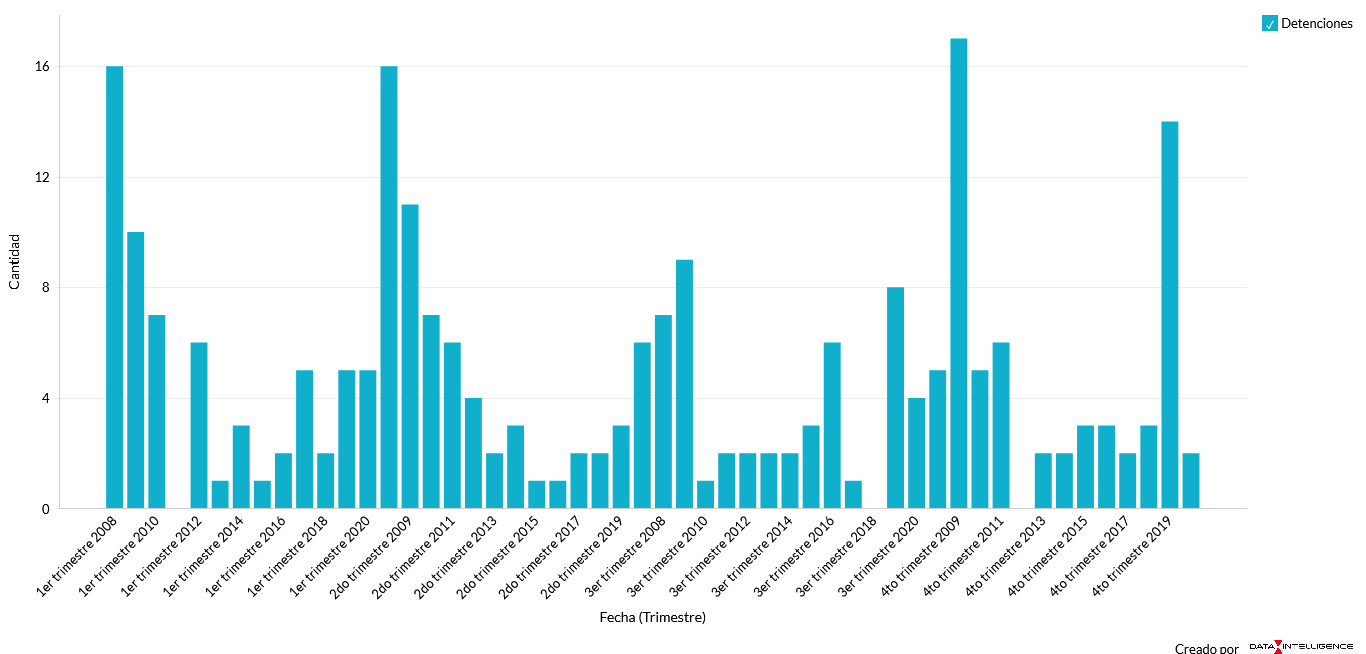 Detenciones
16
12
8
4
0
Cantidad
1er trimestre 2008
1er trimestre 2010
1er trimestre 2012
1er trimestre 2014
1er trimestre 2016
1er trimestre 2018
1er trimestre 2020
2do trimestre 2009
2do trimestre 2011
2do trimestre 2013
2do trimestre 2015
2do trimestre 2017
2do trimestre 2019
3er trimestre 2008
3er trimestre 2010
3er trimestre 2012
3er trimestre 2014
3er trimestre 2016
3er trimestre 2018
3er trimestre 2020
4to trimestre 2009
4to trimestre 2011
4to trimestre 2013
4to trimestre 2015
4to trimestre 2017
4to trimestre 2019
Fecha (Trimestre)
Creado por DATA INTELLIGENCE